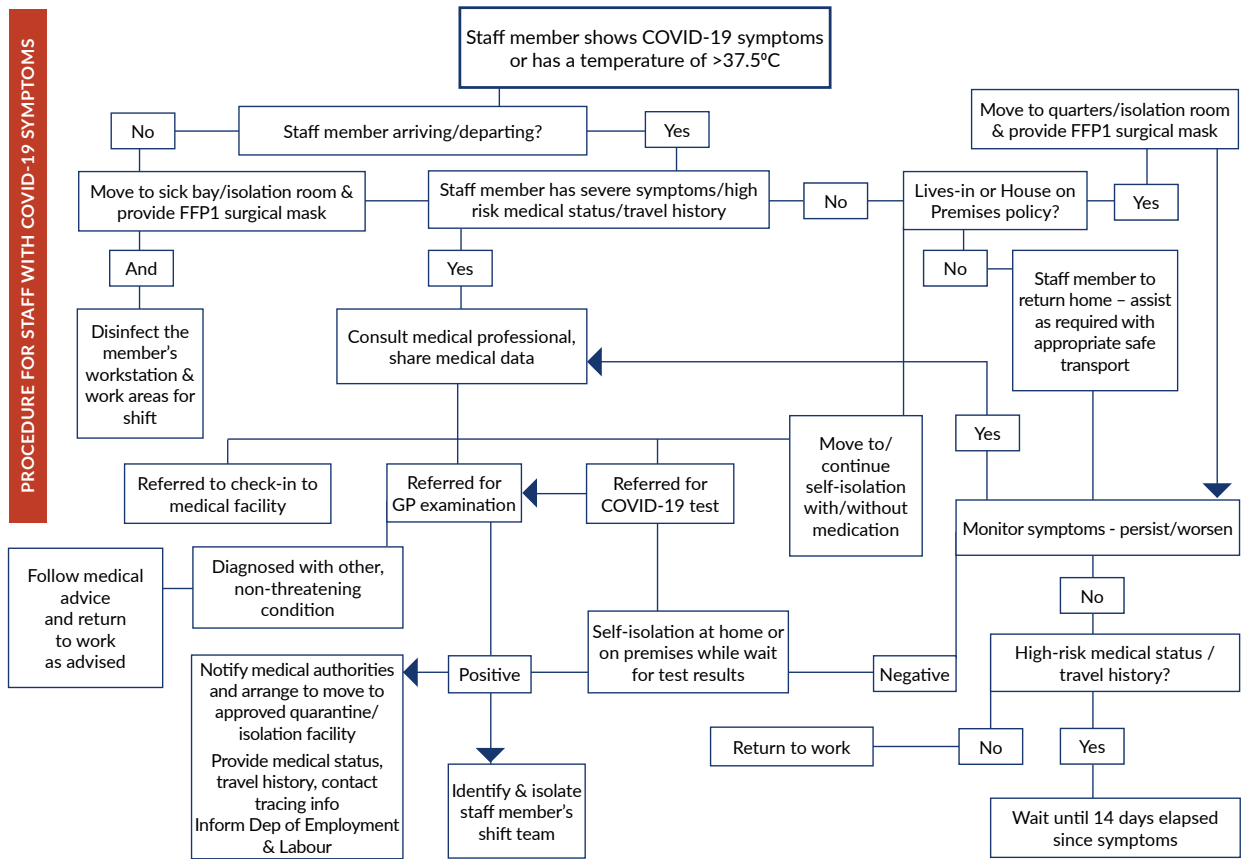 PROCEDURE FOR STAFF WITH COVID-19 SYMPTOMS
Staff member shows COVID-19 symptoms
or has a temperature of >37.5ºC
No
Staff member arriving/departing?
Yes
Move to quarters/isolation room
& provide FFP1 surgical mask
Move to sick bay/isolation room &
provide FFP1 surgical mask
Staff member has severe symptoms/high
risk medical status/travel history
No
Lives-in or House on
Premises policy?
Yes
And
Yes
No
Staff member to
return home – assist
as required with
appropriate safe
transport
Disinfect the
member’s
workstation &
work areas for
shift
Consult medical professional,
share medical data
Yes
Move to/
continue
self-isolation
with/without
medication
Referred to check-in to
medical facility
Referred for
GP examination
Referred for
COVID-19 test
Monitor symptoms - persist/worsen
Follow medical
advice
and return
to work
as advised
Diagnosed with other,
non-threatening
condition
No
Self-isolation at home or
on premises while wait
for test results
High-risk medical status /
travel history?
Notify medical authorities
and arrange to move to
approved quarantine/
isolation facility
Provide medical status,
travel history, contact
tracing info
Inform Dep of Employment
& Labour
Positive
Negative
Return to work
No
Yes
Identify & isolate
staff member’s
shift team
Wait until 14 days elapsed
since symptoms